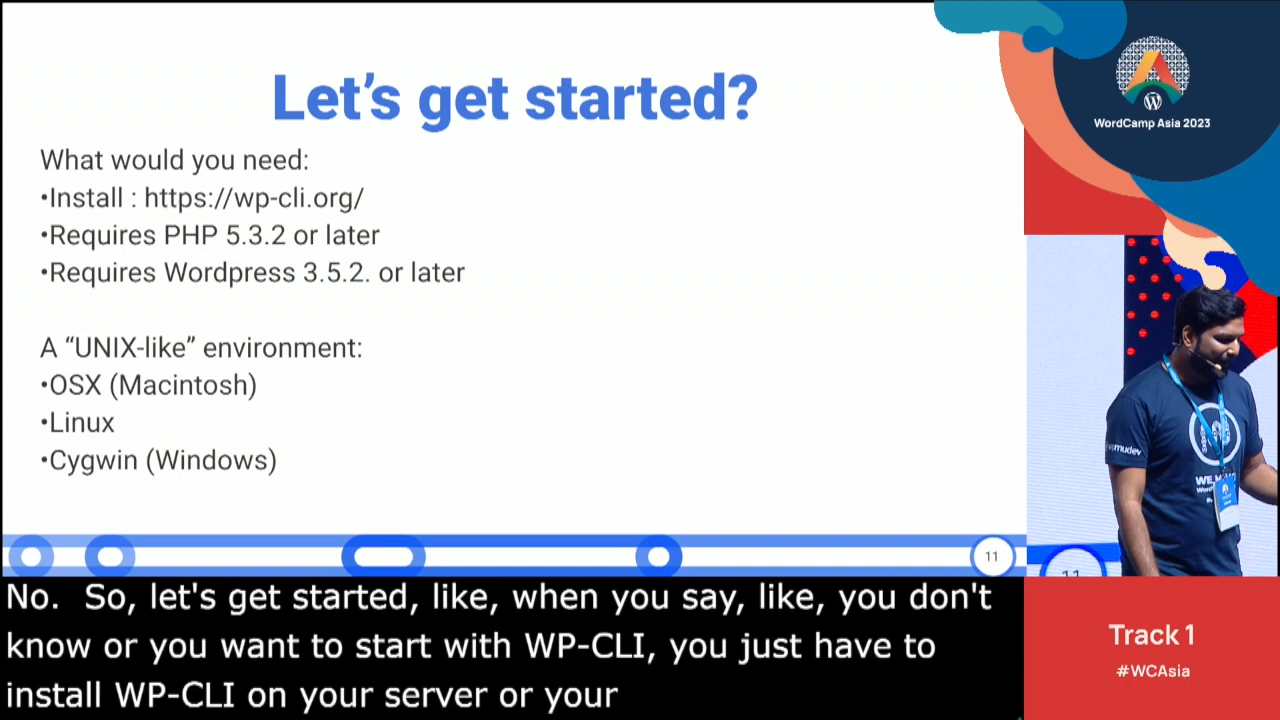 Let’s get started?
What would you need:
•Install : https://wp-cli.org/
•Requires PHP 5.3.2 or later
•Requires Wordpress 3.5.2. or later
A “UNIX-like” environment:
•OSX (Macintosh)
•Linux
•Cygwin (Windows)
11
WordCamp Asia 2023
11
Track 1
#WCAsia
No.  So, let's get started, like, when you say, like, you don't
know or you want to start with WP-CLI, you just have to
install WP-CLI on your server or your